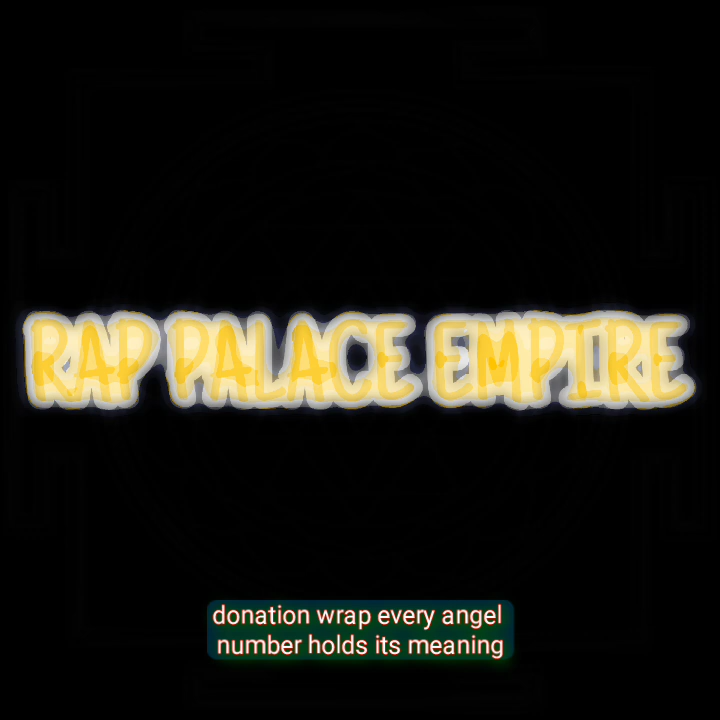 RAP PALACE EMPIRE
donation wrap every angel
number holds its meaning